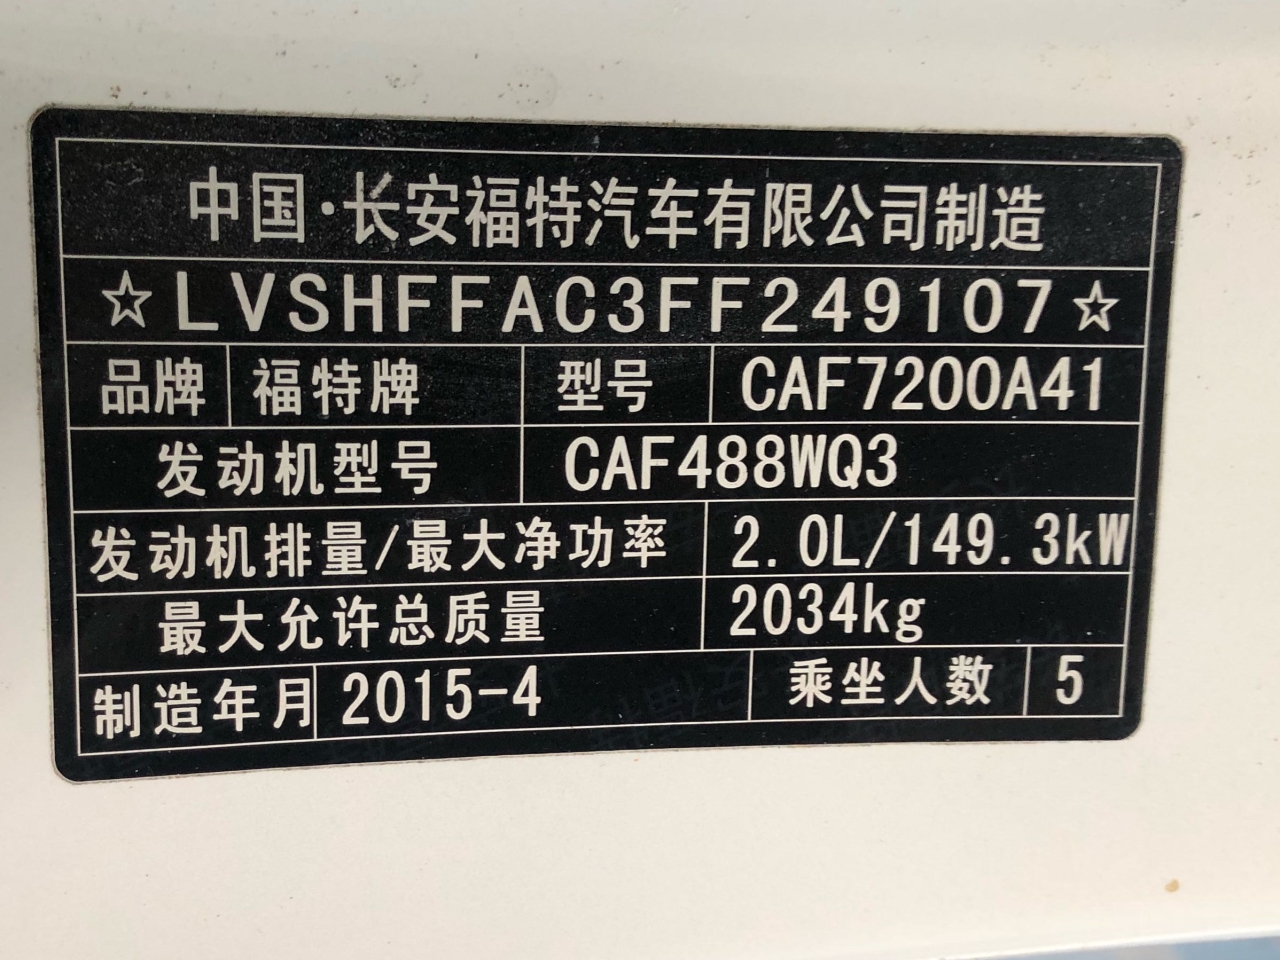 中国·长安福特汽车有限公司制造
☆LVSHFFAC3FF249107☆
品牌 福特牌 型号 CAF7200A41
发动机型号 CAF488WQ3
发动机排量/最大净功率 2.0L/149.3kW
最大允许总质量 2034kg
制造年月 2015-4 乘坐人数 5